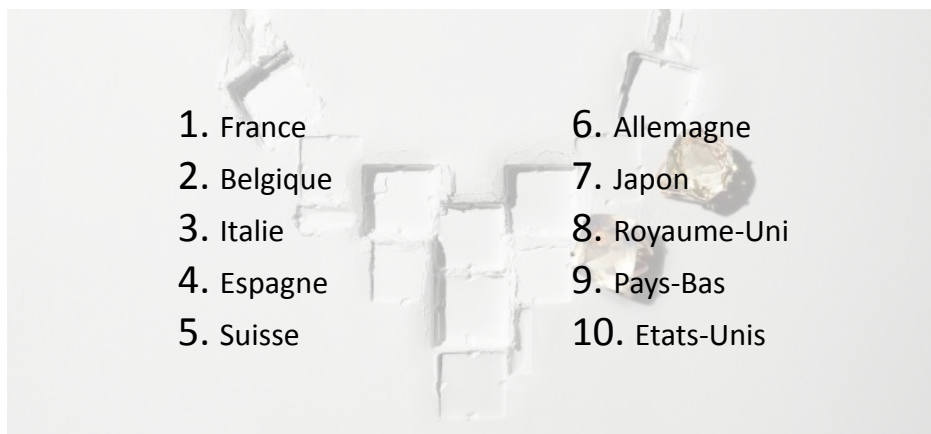 1. France
2. Belgique
3. Italie
4. Espagne
5. Suisse
6. Allemagne
7. Japon
8. Royaume-Uni
9. Pays-Bas
10. Etats-Unis